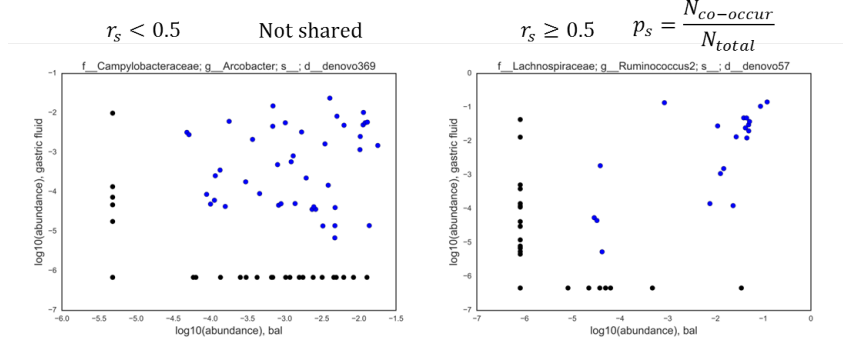 r_s < 0.5
Not shared
r_s ≥ 0.5
p_s = N_co−occur / N_total
f__Campylobacteraceae; g__Arcobacter; s__; d__denovo369
log10(abundance), gastric fluid
−1
−2
−3
−4
−5
−6
−7
−6.0 −5.5 −5.0 −4.5 −4.0 −3.5 −3.0 −2.5 −2.0 −1.5
log10(abundance), bal
f__Lachnospiraceae; g__Ruminococcus2; s__; d__denovo57
log10(abundance), gastric fluid
0
−1
−2
−3
−4
−5
−6
−7
−7 −6 −5 −4 −3 −2 −1 0
log10(abundance), bal